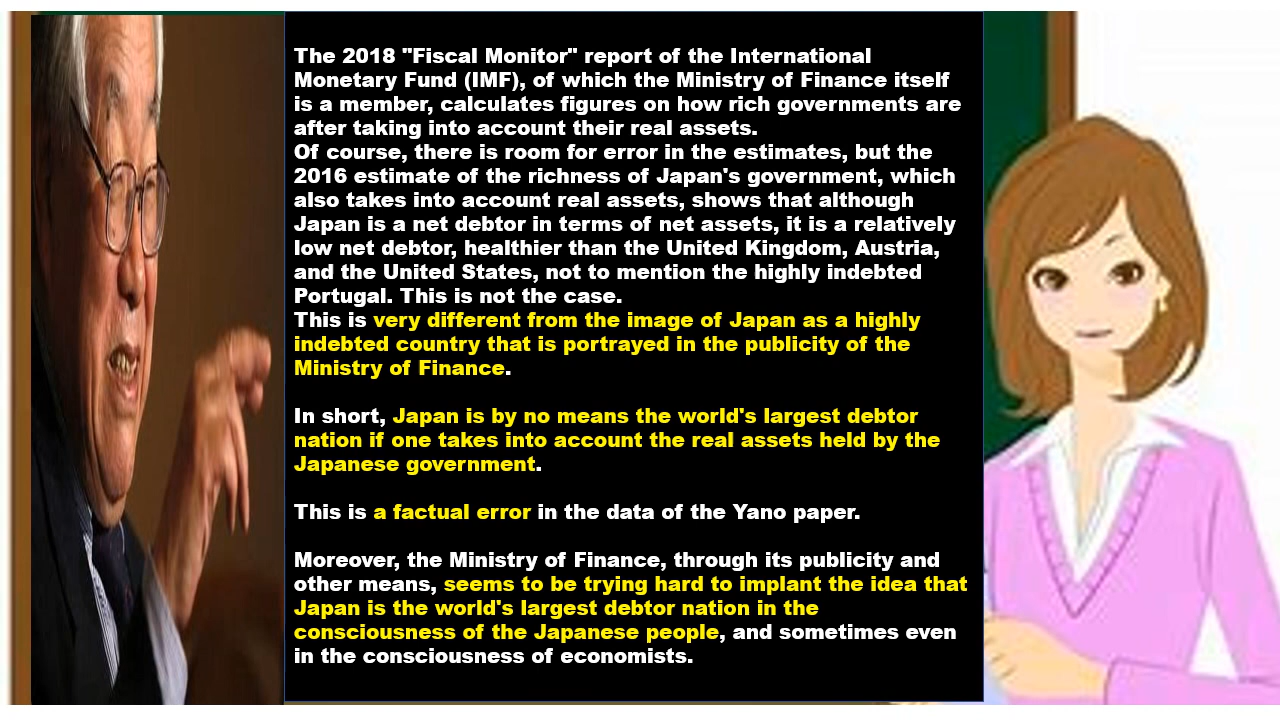 The 2018 "Fiscal Monitor" report of the International
Monetary Fund (IMF), of which the Ministry of Finance itself
is a member, calculates figures on how rich governments are
after taking into account their real assets.
Of course, there is room for error in the estimates, but the
2016 estimate of the richness of Japan's government, which
also takes into account real assets, shows that although
Japan is a net debtor in terms of net assets, it is a relatively
low net debtor, healthier than the United Kingdom, Austria,
and the United States, not to mention the highly indebted
Portugal. This is not the case.
This is very different from the image of Japan as a highly
indebted country that is portrayed in the publicity of the
Ministry of Finance.
In short, Japan is by no means the world's largest debtor
nation if one takes into account the real assets held by the
Japanese government.
This is a factual error in the data of the Yano paper.
Moreover, the Ministry of Finance, through its publicity and
other means, seems to be trying hard to implant the idea that
Japan is the world's largest debtor nation in the
consciousness of the Japanese people, and sometimes even
in the consciousness of economists.